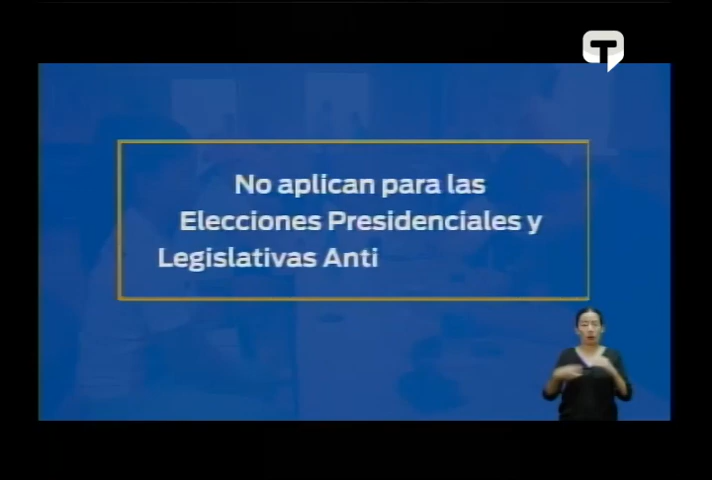 No aplican para las
Elecciones Presidenciales y
Legislativas Anti